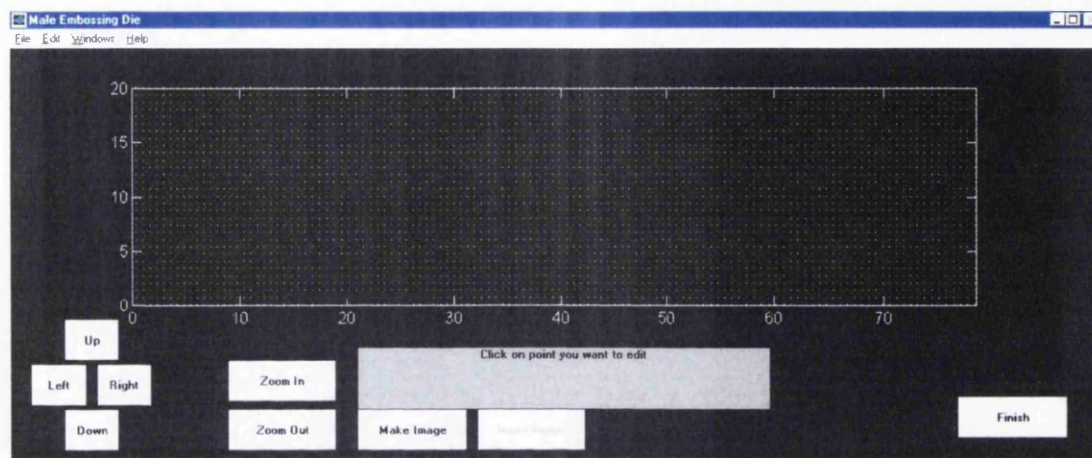 Male Embossing Die
File Edit Windows Help
20
15
10
5
0
0 10 20 30 40 50 60 70
Up
Click on point you want to edit
Left Right
Zoom In
Down
Zoom Out
Make Image
Finish